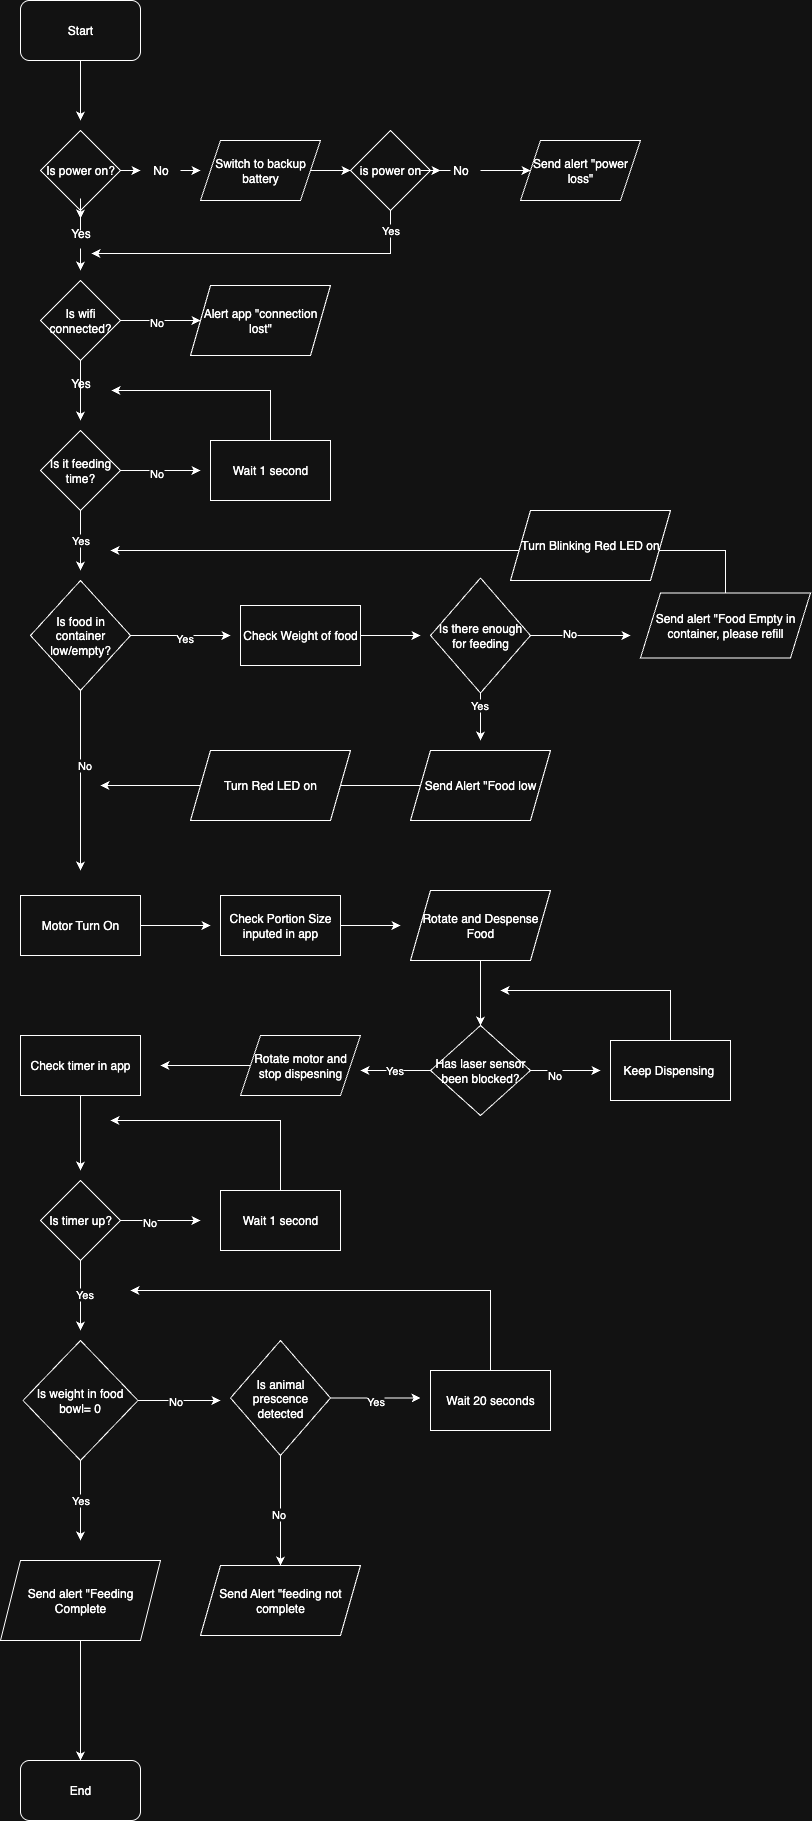 Start
Is power on?
No
Switch to backup
battery
is power on
No
Send alert "power
loss"
Yes
Yes
Is wifi
connected?
No
Alert app "connection
lost"
Yes
Is it feeding
time?
No
Wait 1 second
Yes
Turn Blinking Red LED on
Is food in
container
low/empty?
Yes
Check Weight of food
Is there enough
for feeding
No
Send alert "Food Empty in
container, please refill
Yes
No
Turn Red LED on
Send Alert "Food low
Motor Turn On
Check Portion Size
inputed in app
Rotate and Despense
Food
Check timer in app
Rotate motor and
stop dispesning
Yes
Has laser sensor
been blocked?
No
Keep Dispensing
Is timer up?
No
Wait 1 second
Yes
Is weight in food
bowl= 0
No
Is animal
prescence
detected
Yes
Wait 20 seconds
Yes
No
Send alert "Feeding
Complete
Send Alert "feeding not
complete
End